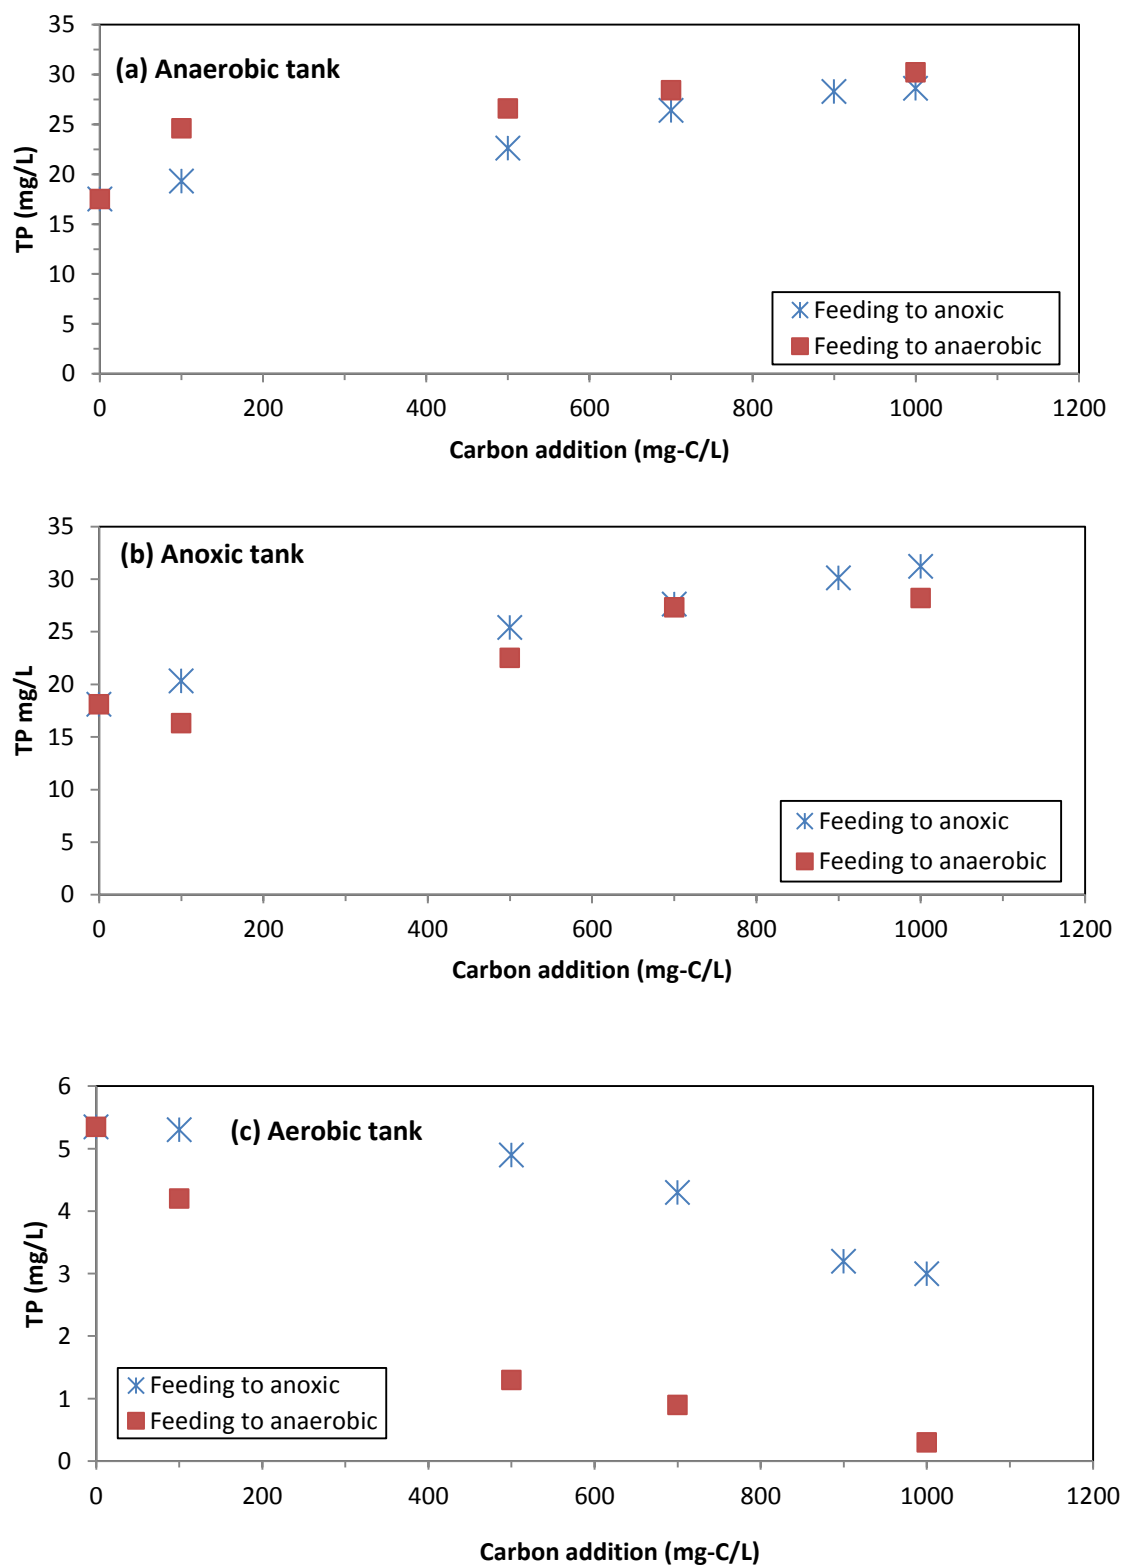 (a) Anaerobic tank
35
30
25
20
15
10
5
0
TP (mg/L)
Feeding to anoxic
Feeding to anaerobic
0 200 400 600 800 1000 1200
Carbon addition (mg-C/L)
(b) Anoxic tank
35
30
25
20
15
10
5
0
TP mg/L
Feeding to anoxic
Feeding to anaerobic
0 200 400 600 800 1000 1200
Carbon addition (mg-C/L)
(c) Aerobic tank
6
5
4
3
2
1
0
TP (mg/L)
Feeding to anoxic
Feeding to anaerobic
0 200 400 600 800 1000 1200
Carbon addition (mg-C/L)